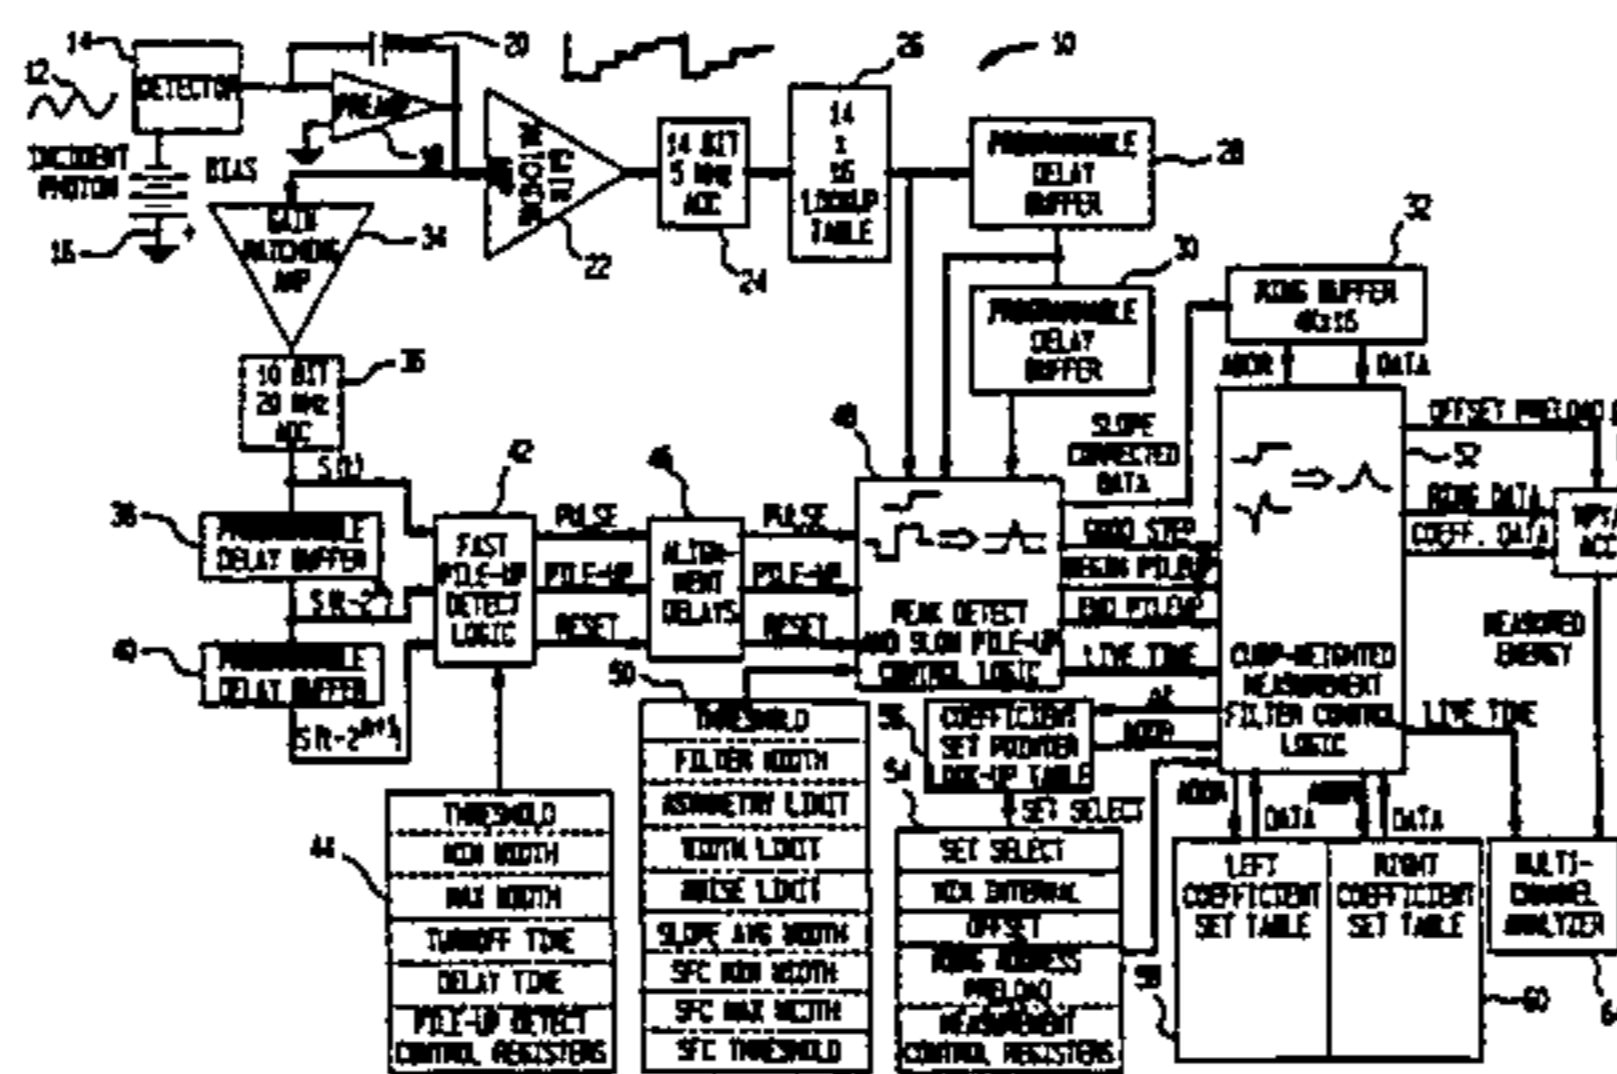 14
12
DETECTOR
INCIDENT
PHOTON
BIAS
16
+
20
PREAMP
18
10
22
14 BIT
5 MHz
ADC
24
26
14
x
16
LOOKUP
TABLE
PROGRAMMABLE
DELAY
BUFFER
28
30
PROGRAMMABLE
DELAY
BUFFER
32
RING BUFFER
4Kx16
ADDR
DATA
GAIN
MATCHING
AMP
34
10 BIT
20 MHz
ADC
36
S(t)
38
PROGRAMMABLE
DELAY BUFFER
40
PROGRAMMABLE
DELAY BUFFER
42
FAST
PILE-UP
DETECT
LOGIC
PULSE
PILE-UP
RESET
46
ALIGN-
MENT
DELAYS
PULSE
PILE-UP
RESET
48
PEAK DETECT
AND SLOW PILE-UP
CONTROL LOGIC
SLOPE
CORRECTED
DATA
GOOD STEP
BEGIN PILEUP
END PILEUP
LIVE TIME
52
CUSP-WEIGHTED
MEASUREMENT
FILTER CONTROL
LOGIC
OFFSET PRELOAD
RING DATA
COEFF. DATA
MEASURED
ENERGY
LIVE TIME
44
THRESHOLD
MIN WIDTH
MAX WIDTH
TURNOFF TIME
DELAY TIME
PILE-UP DETECT
CONTROL REGISTERS
50
THRESHOLD
FILTER WIDTH
ASYMMETRY LIMIT
WIDTH LIMIT
NOISE LIMIT
SLOPE AVG WIDTH
SFC MIN WIDTH
SFC MAX WIDTH
SFC THRESHOLD
56
COEFFICIENT
SET POINTER
LOOK-UP TABLE
ADDR
SET SELECT
54
SET SELECT
MIN INTERVAL
OFFSET
RING ADDRESS
PRELOAD
MEASUREMENT
CONTROL REGISTERS
ADDR
DATA
ADDR
DATA
58
LEFT
COEFFICIENT
SET TABLE
RIGHT
COEFFICIENT
SET TABLE
60
MULTI-
CHANNEL
ANALYZER